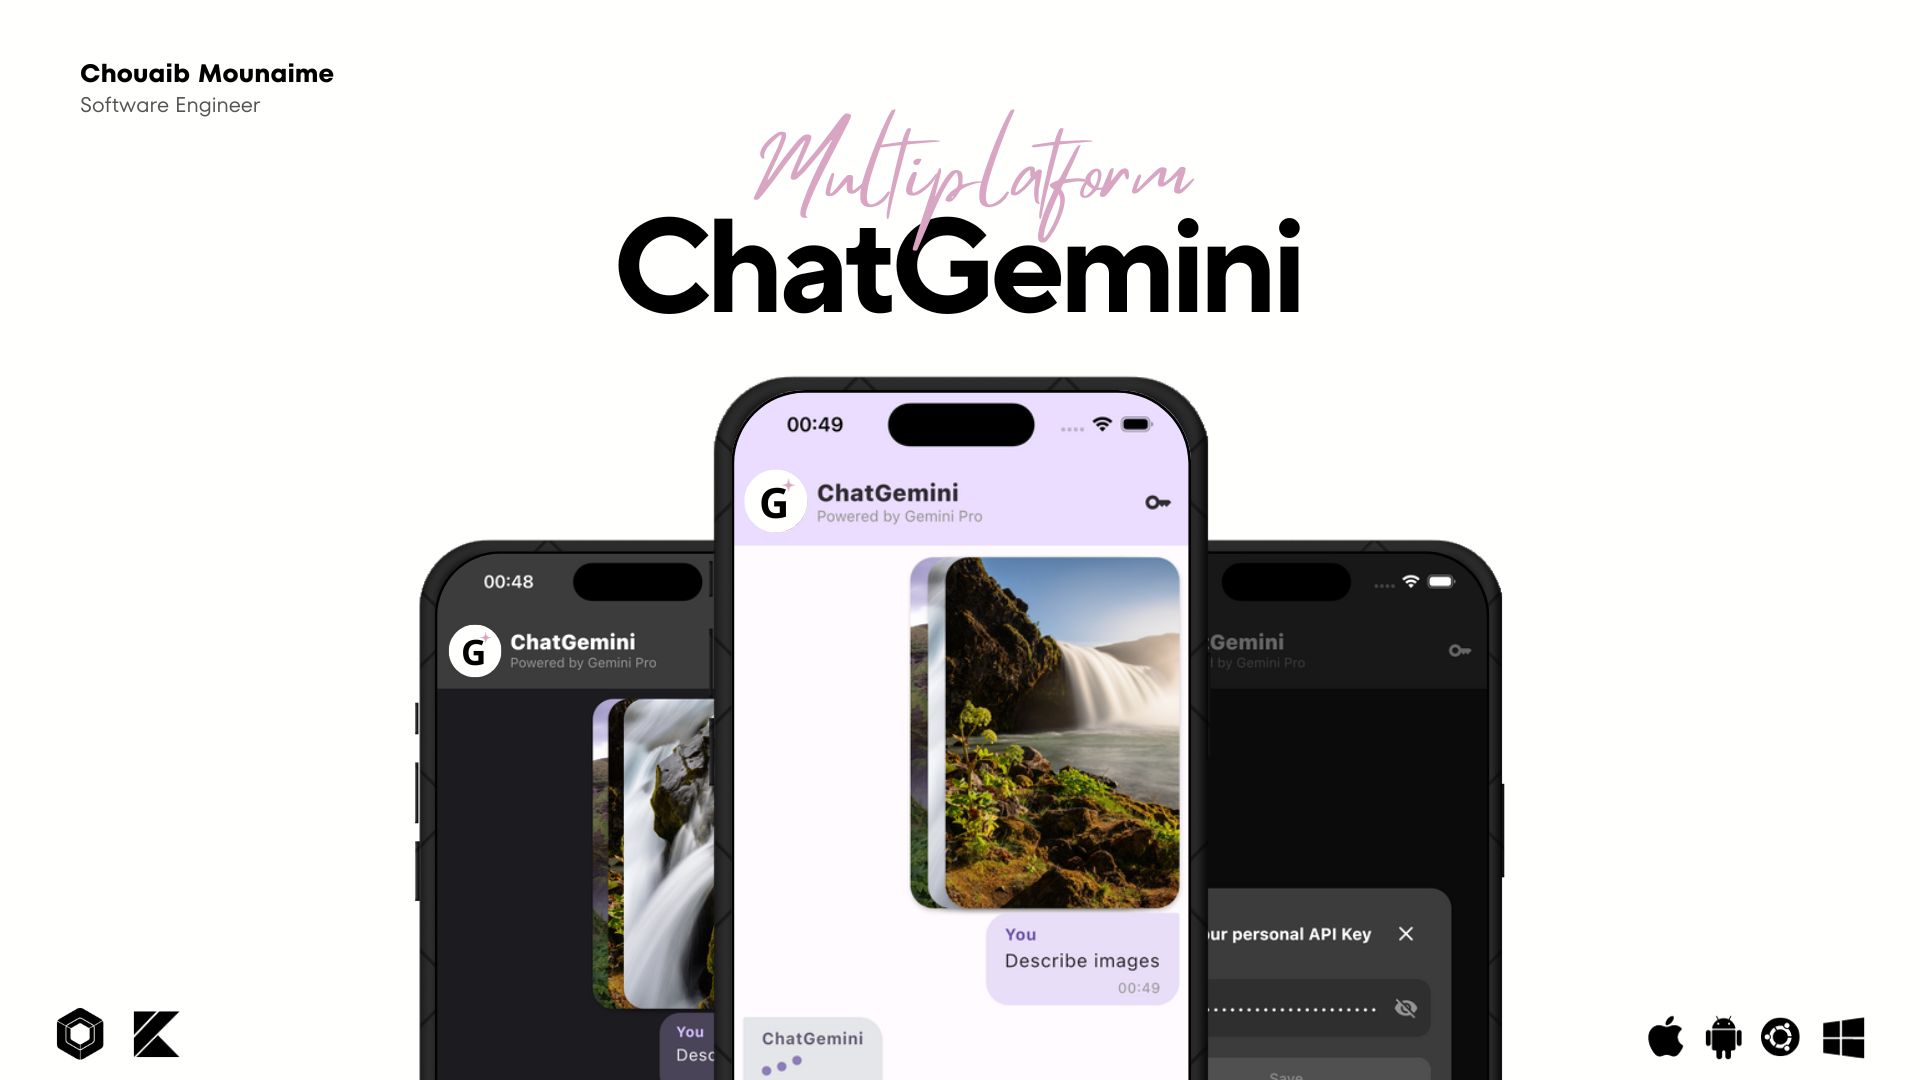 Chouaib Mounaime
Software Engineer
Multiplatform
ChatGemini
00:48
G
ChatGemini
Powered by Gemini Pro
You
Desc
00:49
G
ChatGemini
Powered by Gemini Pro
You
Describe images
00:49
ChatGemini
Gemini
by Gemini Pro
ur personal API Key
Save